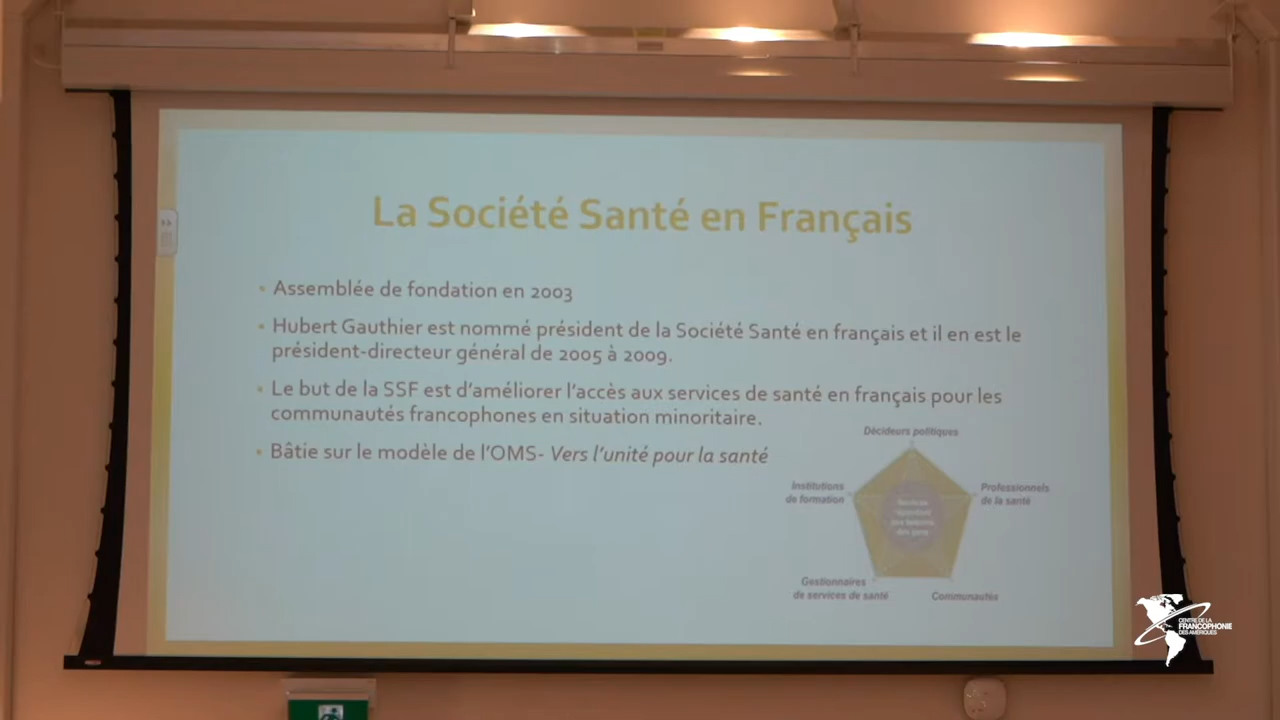 La Société Santé en Français
Assemblée de fondation en 2003
Hubert Gauthier est nommé président de la Société Santé en français et il en est le
président-directeur général de 2005 à 2009.
Le but de la SSF est d'améliorer l'accès aux services de santé en français pour les
communautés francophones en situation minoritaire.
Bâtie sur le modèle de l'OMS- Vers l'unité pour la santé
Décideurs politiques
Institutions
de formation
Professionnels
de la santé
Services
des gens
Gestionnaires
de services de santé
Communautés
CENTRE DE LA
FRANCOPHONIE
DES AMÉRIQUES